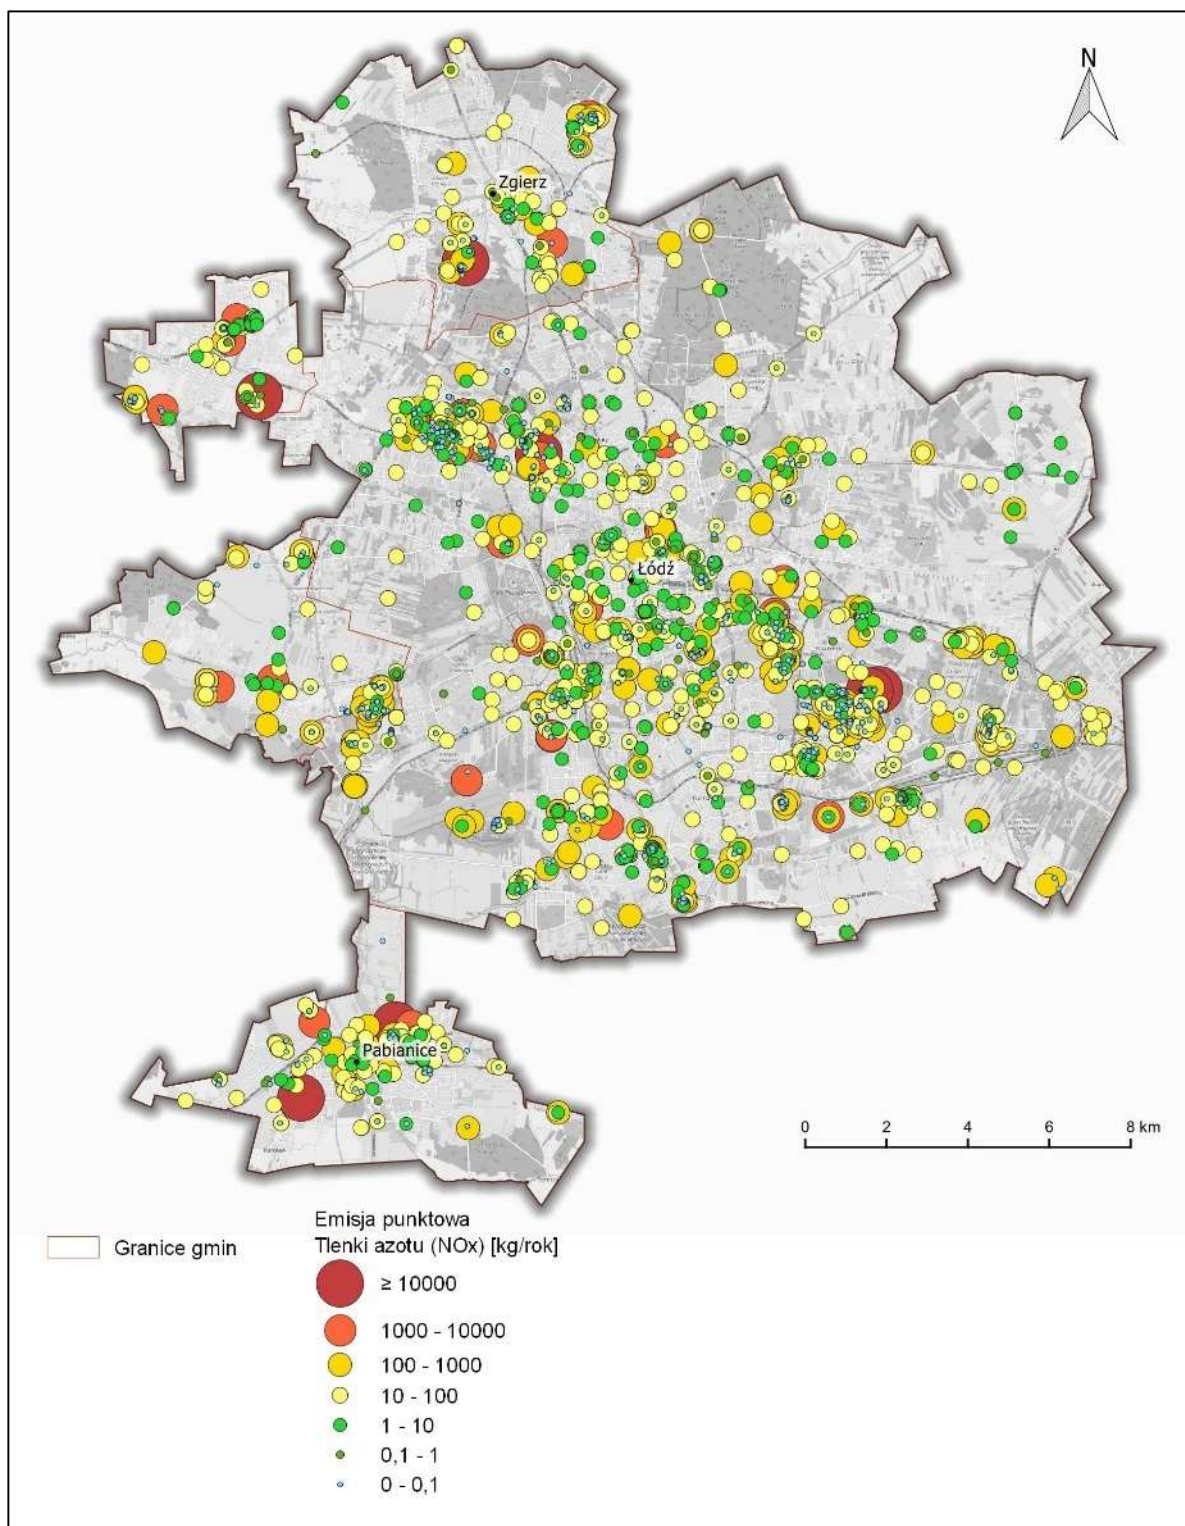 N
Zgierz
Łódź
Pabianice
0 2 4 6 8 km
Emisja punktowa
Granice gmin
Tlenki azotu (NOx) [kg/rok]
≥ 10000
1000 - 10000
100 - 1000
10 - 100
1 - 10
0,1 - 1
0 - 0,1